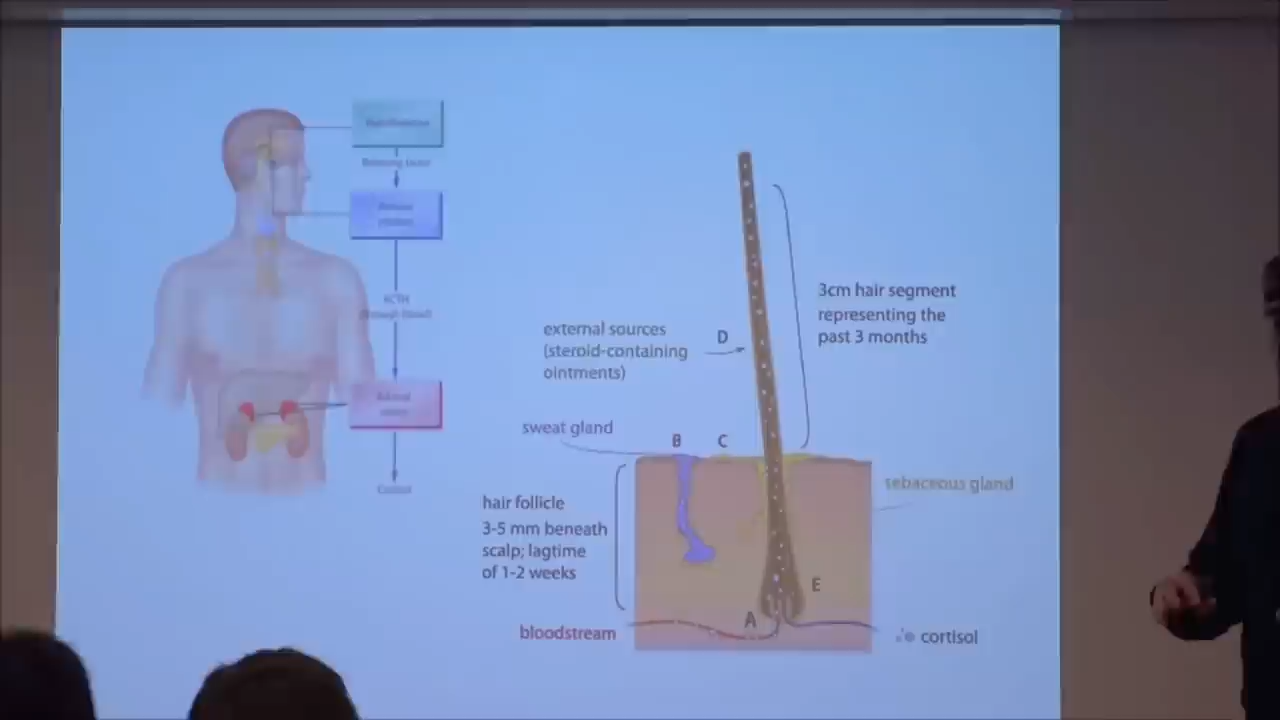 Cortisol
external sources
(steroid-containing
ointments)
D
3cm hair segment
representing the
past 3 months
sweat gland
B
C
sebaceous gland
hair follicle
3-5 mm beneath
scalp; lagtime
of 1-2 weeks
E
A
bloodstream
cortisol